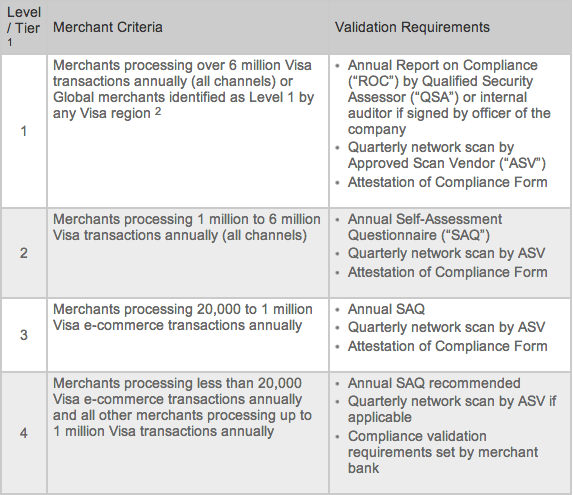 Level
/ Tier
1
Merchant Criteria
Validation Requirements
1
Merchants processing over 6 million Visa
transactions annually (all channels) or
Global merchants identified as Level 1 by
any Visa region 2
• Annual Report on Compliance
(“ROC”) by Qualified Security
Assessor (“QSA”) or internal
auditor if signed by officer of the
company
• Quarterly network scan by
Approved Scan Vendor (“ASV”)
• Attestation of Compliance Form
2
Merchants processing 1 million to 6 million
Visa transactions annually (all channels)
• Annual Self-Assessment
Questionnaire (“SAQ”)
• Quarterly network scan by ASV
• Attestation of Compliance Form
3
Merchants processing 20,000 to 1 million
Visa e-commerce transactions annually
• Annual SAQ
• Quarterly network scan by ASV
• Attestation of Compliance Form
4
Merchants processing less than 20,000
Visa e-commerce transactions annually
and all other merchants processing up to
1 million Visa transactions annually
• Annual SAQ recommended
• Quarterly network scan by ASV if
applicable
• Compliance validation
requirements set by merchant
bank